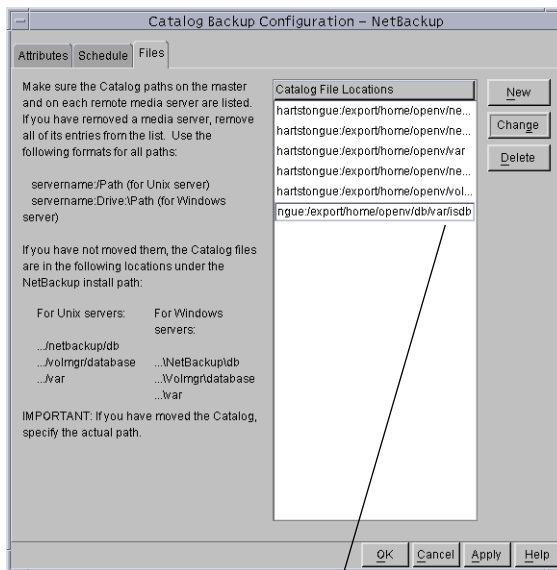 Catalog Backup Configuration – NetBackup
Attributes
Schedule
Files
Make sure the Catalog paths on the master
and on each remote media server are listed.
If you have removed a media server, remove
all of its entries from the list. Use the
following formats for all paths:
servername:/Path (for Unix server)
servername:Drive:\Path (for Windows
server)
If you have not moved them, the Catalog files
are in the following locations under the
NetBackup install path:
For Unix servers:
For Windows
servers:
.../netbackup/db
.../volmgr/database
...\NetBackup\db
.../var
...\Volmgr\database
...\var
IMPORTANT: If you have moved the Catalog,
specify the actual path.
Catalog File Locations
hartstongue:/export/home/openv/ne...
hartstongue:/export/home/openv/ne...
hartstongue:/export/home/openv/var
hartstongue:/export/home/openv/ne...
hartstongue:/export/home/openv/vol...
ngue:/export/home/openv/db/var/isdb
New
Change
Delete
OK
Cancel
Apply
Help